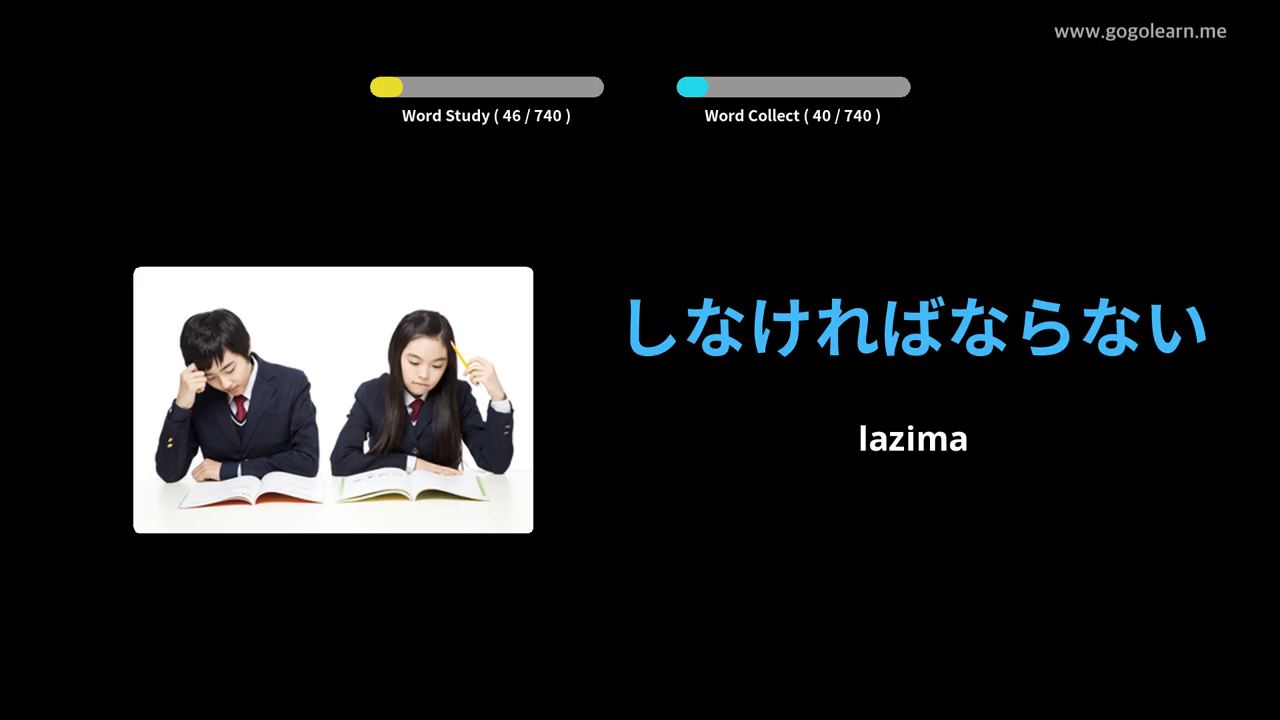 www.gogolearn.me
Word Study ( 46 / 740 )
Word Collect ( 40 / 740 )
しなければならない
lazima